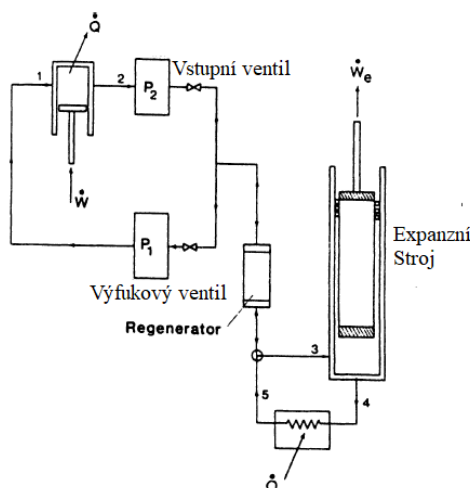 Q̇
1
2
P₂
Vstupní ventil
Ẇ
P₁
Výfukový ventil
Regenerator
Ẇe
Expanzní
Stroj
3
4
5
Q̇